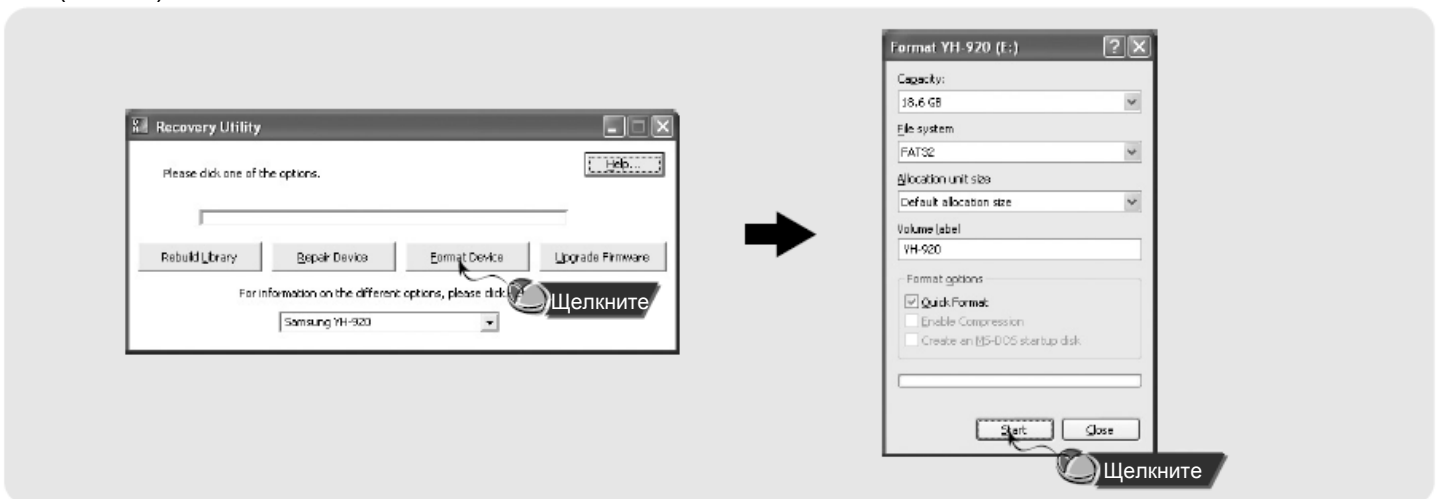 Recovery Utility
Please click one of the options.
Help...
Rebuild Library
Repair Device
Format Device
Upgrade Firmware
For information on the different options, please click
Щелкните
Samsung YH-920
Format YH-920 (E:)
Capacity:
18.6 GB
File system
FAT32
Allocation unit size
Default allocation size
Volume label
YH-920
Format options
Quick Format
Enable Compression
Create an MS-DOS startup disk
Start
Close
Щелкните